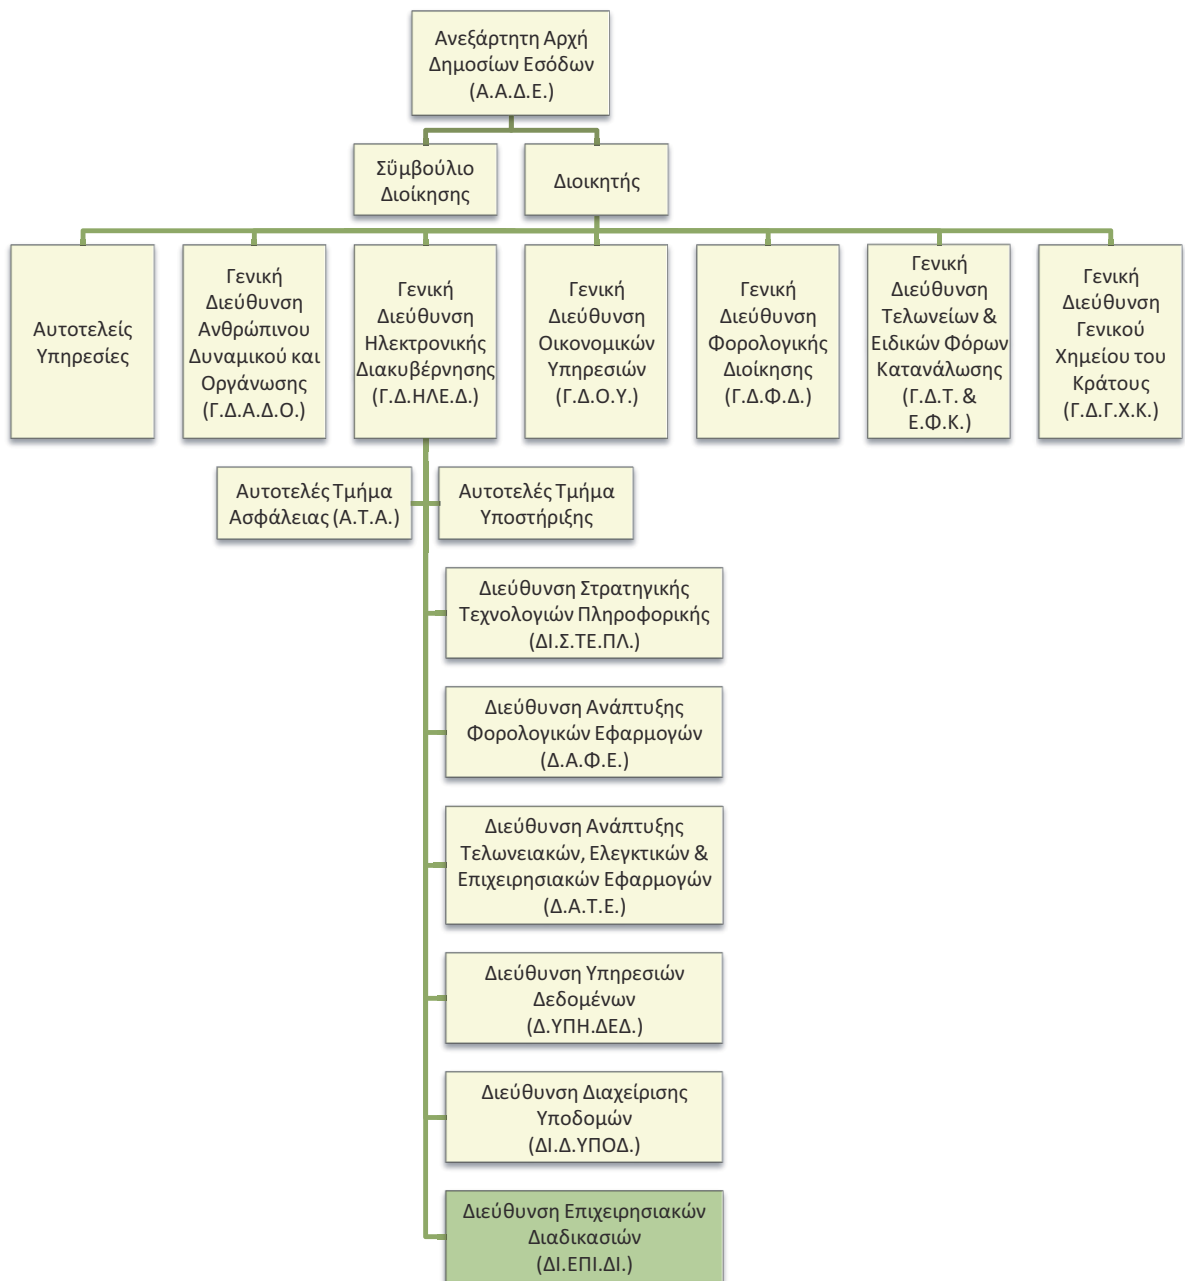 Ανεξάρτητη Αρχή
Δημοσίων Εσόδων
(Α.Α.Δ.Ε.)
Σΰμβούλιο
Διοίκησης
Διοικητής
Αυτοτελείς
Υπηρεσίες
Γενική
Διεύθυνση
Ανθρώπινου
Δυναμικού και
Οργάνωσης
(Γ.Δ.Α.Δ.Ο.)
Γενική
Διεύθυνση
Ηλεκτρονικής
Διακυβέρνησης
(Γ.Δ.ΗΛΕ.Δ.)
Γενική
Διεύθυνση
Οικονομικών
Υπηρεσιών
(Γ.Δ.Ο.Υ.)
Γενική
Διεύθυνση
Φορολογικής
Διοίκησης
(Γ.Δ.Φ.Δ.)
Γενική
Διεύθυνση
Τελωνείων &
Ειδικών Φόρων
Κατανάλωσης
(Γ.Δ.Τ. &
Ε.Φ.Κ.)
Γενική
Διεύθυνση
Γενικού
Χημείου του
Κράτους
(Γ.Δ.Γ.Χ.Κ.)
Αυτοτελές Τμήμα
Ασφάλειας (Α.Τ.Α.)
Αυτοτελές Τμήμα
Υποστήριξης
Διεύθυνση Στρατηγικής
Τεχνολογιών Πληροφορικής
(ΔΙ.Σ.ΤΕ.ΠΛ.)
Διεύθυνση Ανάπτυξης
Φορολογικών Εφαρμογών
(Δ.Α.Φ.Ε.)
Διεύθυνση Ανάπτυξης
Τελωνειακών, Ελεγκτικών &
Επιχειρησιακών Εφαρμογών
(Δ.Α.Τ.Ε.)
Διεύθυνση Υπηρεσιών
Δεδομένων
(Δ.ΥΠΗ.ΔΕΔ.)
Διεύθυνση Διαχείρισης
Υποδομών
(ΔΙ.Δ.ΥΠΟΔ.)
Διεύθυνση Επιχειρησιακών
Διαδικασιών
(ΔΙ.ΕΠΙ.ΔΙ.)